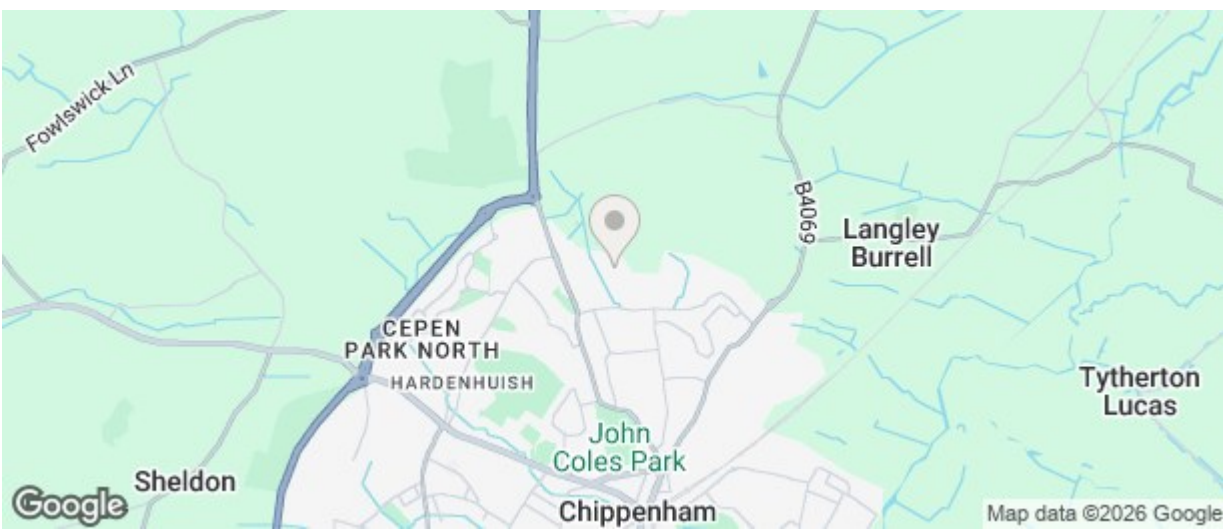 Fowlswick Ln
B4069
Langley
Burrell
CEPEN
PARK NORTH
HARDENHUISH
Tytherton
Lucas
John
Coles Park
Sheldon
Chippenham
Google
Map data ©2026 Google